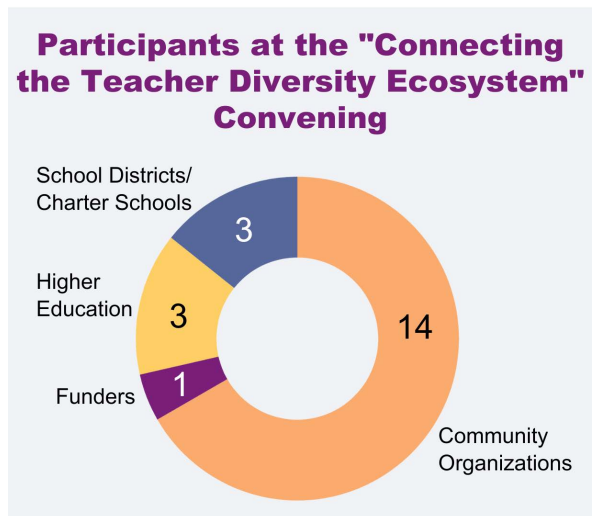 Participants at the "Connecting
the Teacher Diversity Ecosystem"
Convening
School Districts/
Charter Schools
3
Higher
Education
3
14
Funders
1
Community
Organizations